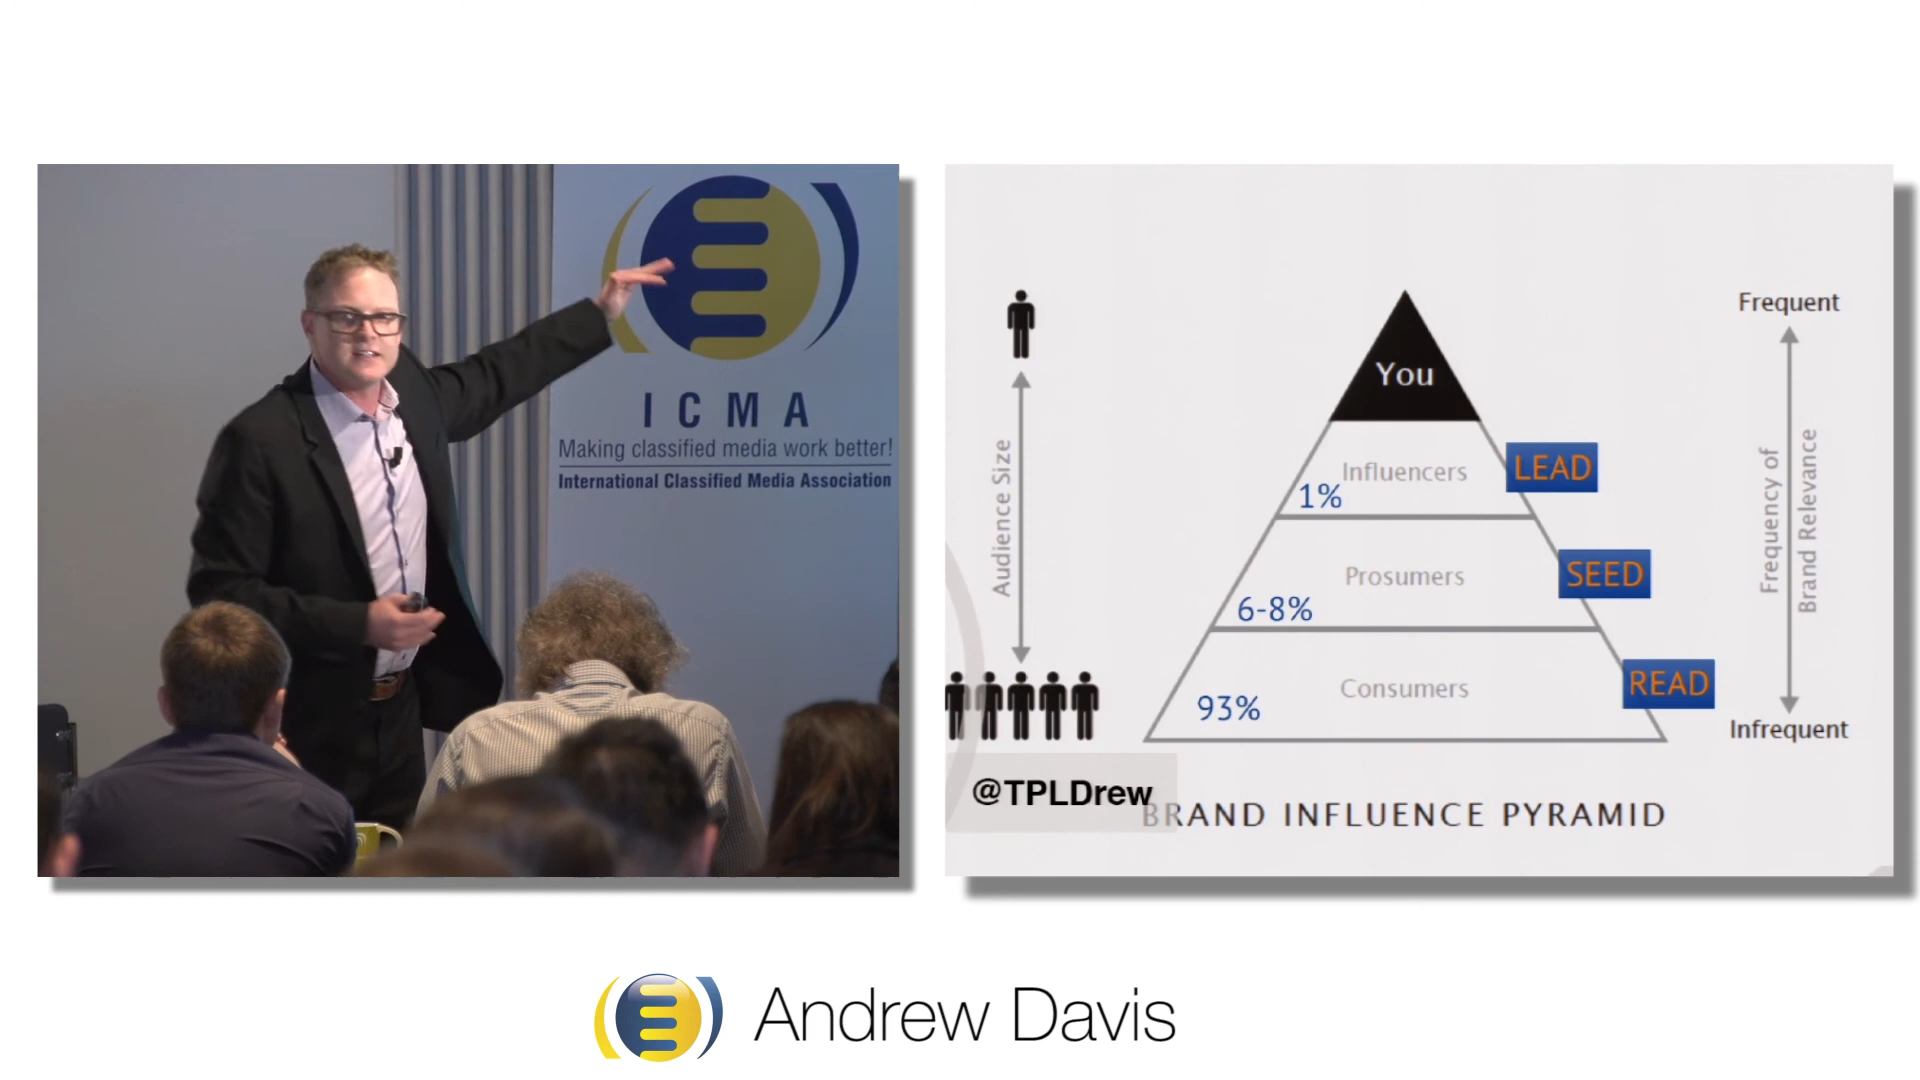 I C M A
Making classified media work better!
International Classified Media Association
Frequent
You
Influencers
LEAD
1%
Audience Size
Frequency of
Brand Relevance
Prosumers
SEED
6-8%
Consumers
READ
93%
Infrequent
@TPLDrew
BRAND INFLUENCE PYRAMID
Andrew Davis